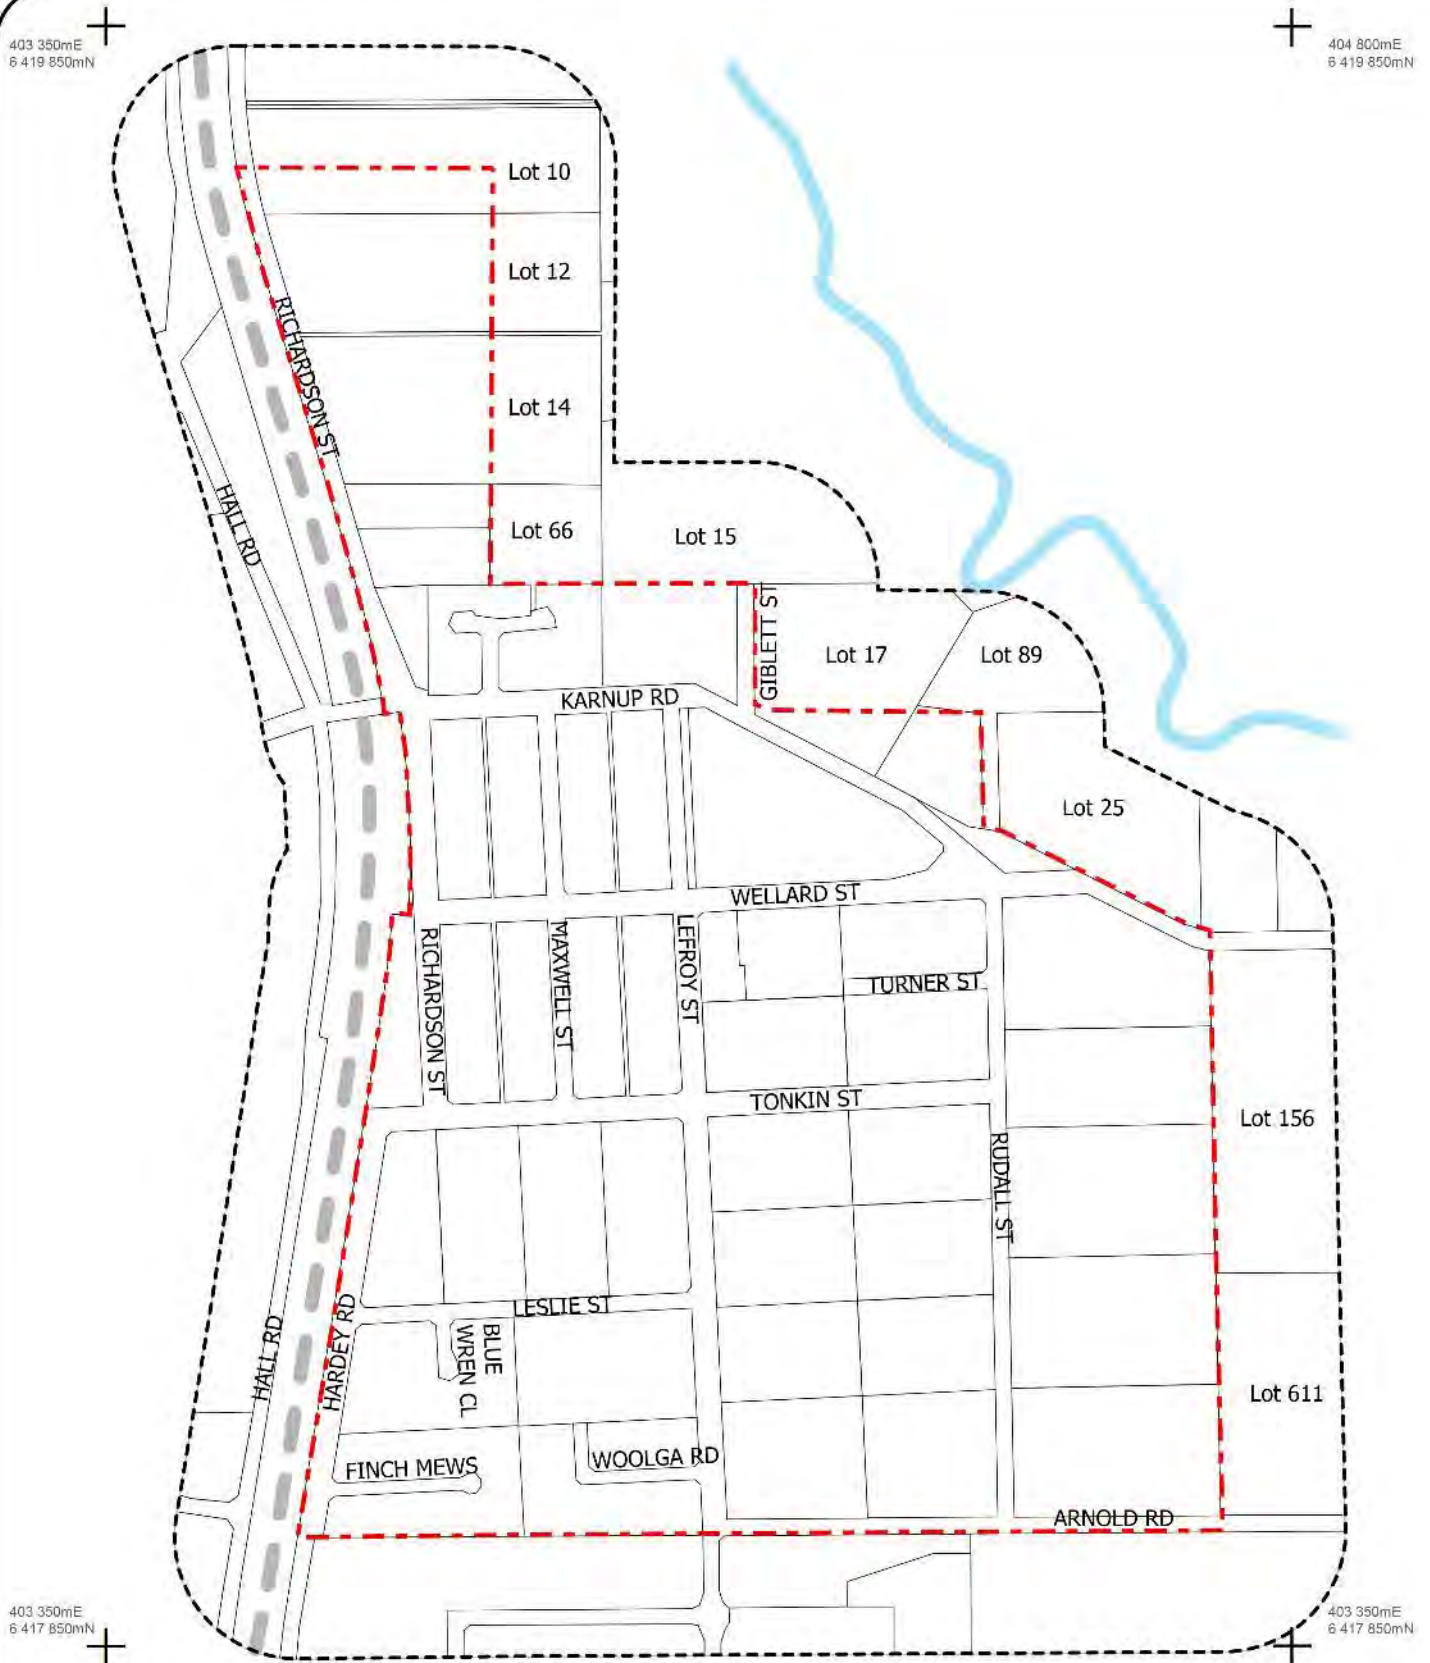 403 350mE
6 419 850mN
404 800mE
6 419 850mN
Lot 10
Lot 12
RICHARDSON ST
Lot 14
HALL RD
Lot 66
Lot 15
GIBLETT ST
Lot 17
Lot 89
KARNUP RD
Lot 25
WELLARD ST
RICHARDSON ST
MAXWELL ST
LEFROY ST
TURNER ST
TONKIN ST
Lot 156
RUDALL ST
LESLIE ST
HALL RD
HARDEY RD
BLUE
WREN CL
Lot 611
FINCH MEWS
WOOLGA RD
ARNOLD RD
403 350mE
6 417 850mN
403 350mE
6 417 850mN